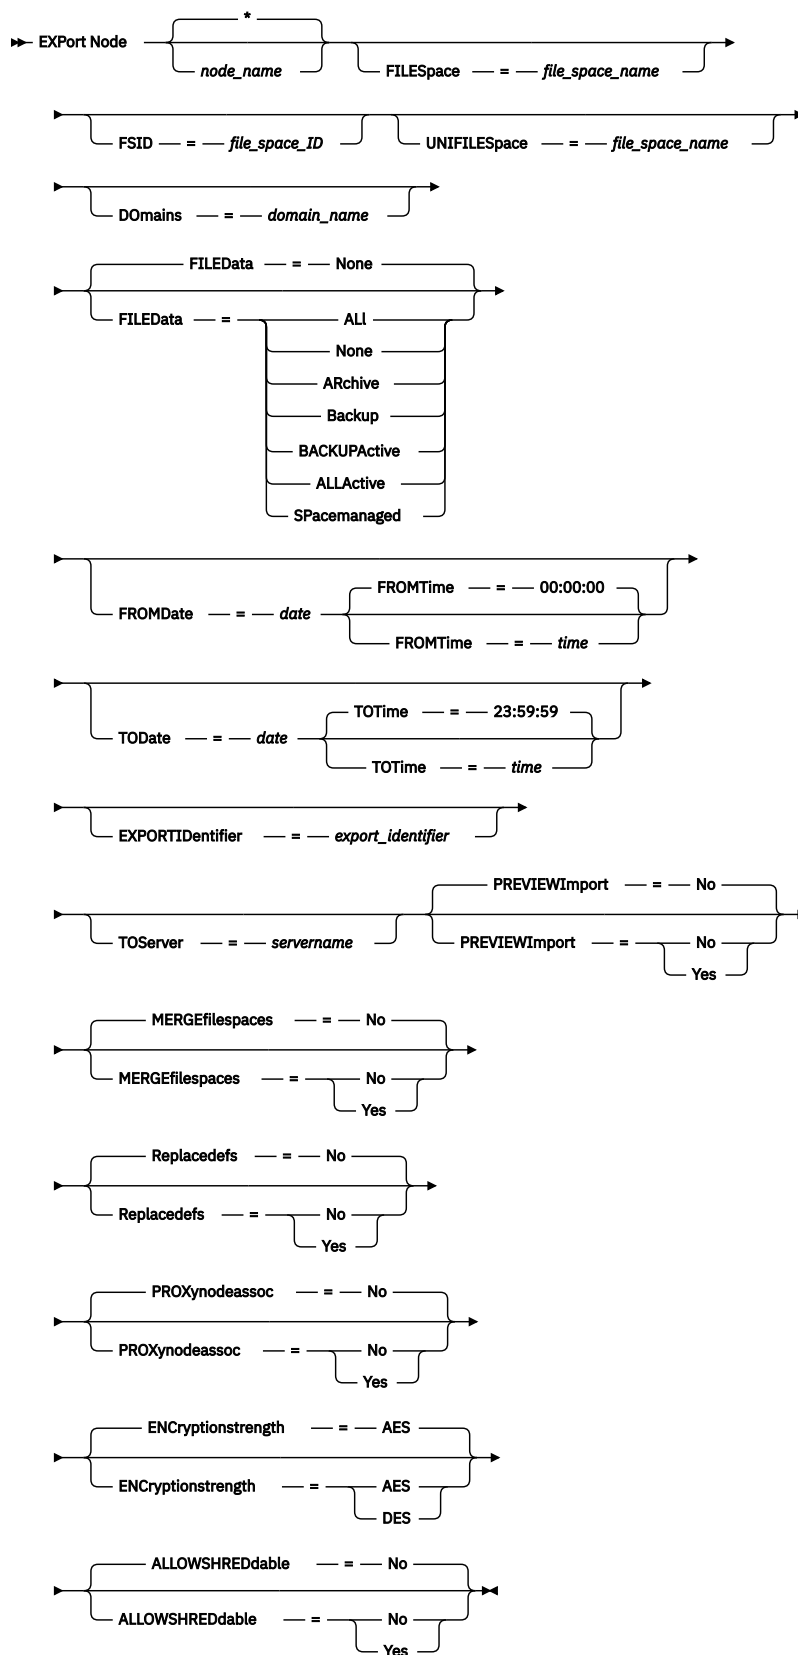 *
EXPort Node
node_name
FILESpace = file_space_name
FSID = file_space_ID
UNIFILESpace = file_space_name
DOmains = domain_name
FILEData = None
FILEData = ALl
None
ARchive
Backup
BACKUPActive
ALLActive
SPacemanaged
FROMTime = 00:00:00
FROMDate = date
FROMTime = time
TOTime = 23:59:59
TODate = date
TOTime = time
EXPORTIDentifier = export_identifier
PREVIEWImport = No
TOServer = servername
PREVIEWImport = No
Yes
MERGEfilespaces = No
MERGEfilespaces = No
Yes
Replacedefs = No
Replacedefs = No
Yes
PROXynodeassoc = No
PROXynodeassoc = No
Yes
ENCryptionstrength = AES
ENCryptionstrength = AES
DES
ALLOWSHREDdable = No
ALLOWSHREDdable = No
Yes